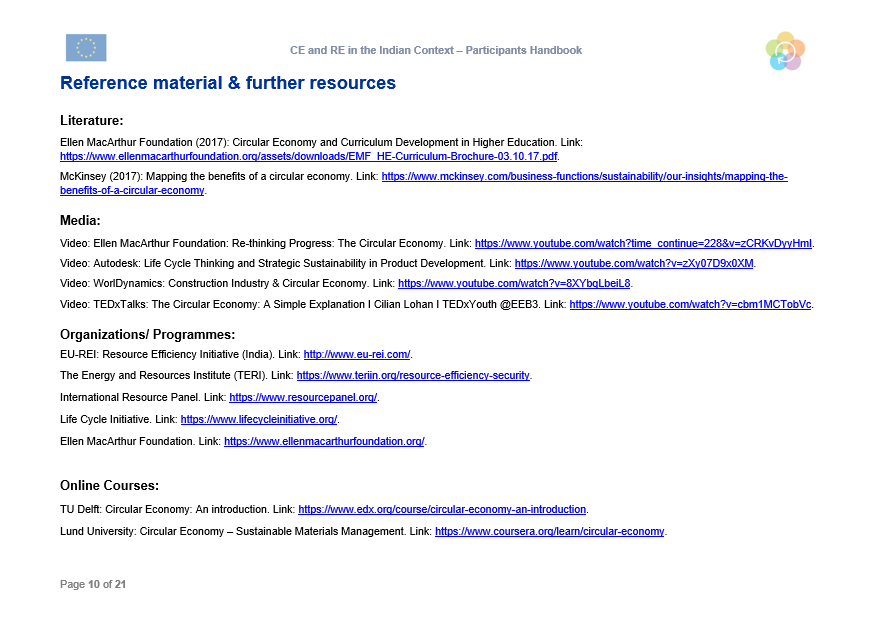 CE and RE in the Indian Context – Participants Handbook
Reference material & further resources
Literature:
Ellen MacArthur Foundation (2017): Circular Economy and Curriculum Development in Higher Education. Link:
https://www.ellenmacarthurfoundation.org/assets/downloads/EMF_HE-Curriculum-Brochure-03.10.17.pdf.
McKinsey (2017): Mapping the benefits of a circular economy. Link: https://www.mckinsey.com/business-functions/sustainability/our-insights/mapping-the-
benefits-of-a-circular-economy.
Media:
Video: Ellen MacArthur Foundation: Re-thinking Progress: The Circular Economy. Link: https://www.youtube.com/watch?time_continue=228&v=zCRKvDyyHmI.
Video: Autodesk: Life Cycle Thinking and Strategic Sustainability in Product Development. Link: https://www.youtube.com/watch?v=zXy07D9x0XM.
Video: WorlDynamics: Construction Industry & Circular Economy. Link: https://www.youtube.com/watch?v=8XYbqLbeiL8.
Video: TEDxTalks: The Circular Economy: A Simple Explanation I Cilian Lohan I TEDxYouth @EEB3. Link: https://www.youtube.com/watch?v=cbm1MCTobVc.
Organizations/ Programmes:
EU-REI: Resource Efficiency Initiative (India). Link: http://www.eu-rei.com/.
The Energy and Resources Institute (TERI). Link: https://www.teriin.org/resource-efficiency-security.
International Resource Panel. Link: https://www.resourcepanel.org/.
Life Cycle Initiative. Link: https://www.lifecycleinitiative.org/.
Ellen MacArthur Foundation. Link: https://www.ellenmacarthurfoundation.org/.
Online Courses:
TU Delft: Circular Economy: An introduction. Link: https://www.edx.org/course/circular-economy-an-introduction.
Lund University: Circular Economy – Sustainable Materials Management. Link: https://www.coursera.org/learn/circular-economy.
Page 10 of 21